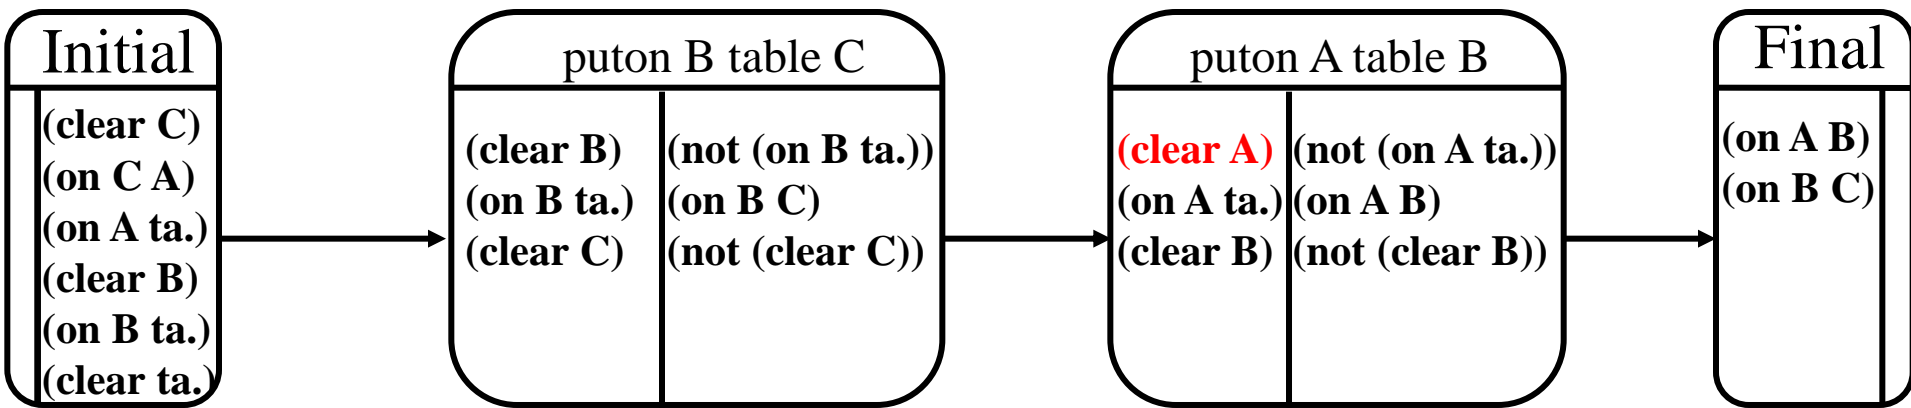 Initial
(clear C)
(on C A)
(on A ta.)
(clear B)
(on B ta.)
(clear ta.)
puton B table C
(clear B)
(on B ta.)
(clear C)
(not (on B ta.))
(on B C)
(not (clear C))
puton A table B
(clear A)
(on A ta.)
(clear B)
(not (on A ta.))
(on A B)
(not (clear B))
Final
(on A B)
(on B C)